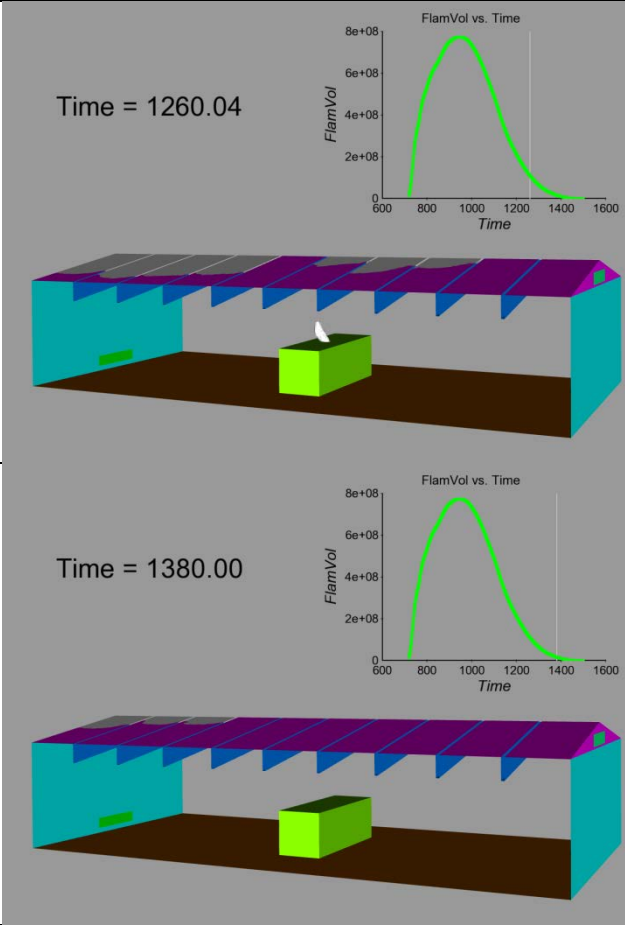 FlamVol vs. Time
8e+08
6e+08
4e+08
2e+08
0
FlamVol
600 800 1000 1200 1400 1600
Time
Time = 1260.04
FlamVol vs. Time
8e+08
6e+08
4e+08
2e+08
0
FlamVol
600 800 1000 1200 1400 1600
Time
Time = 1380.00